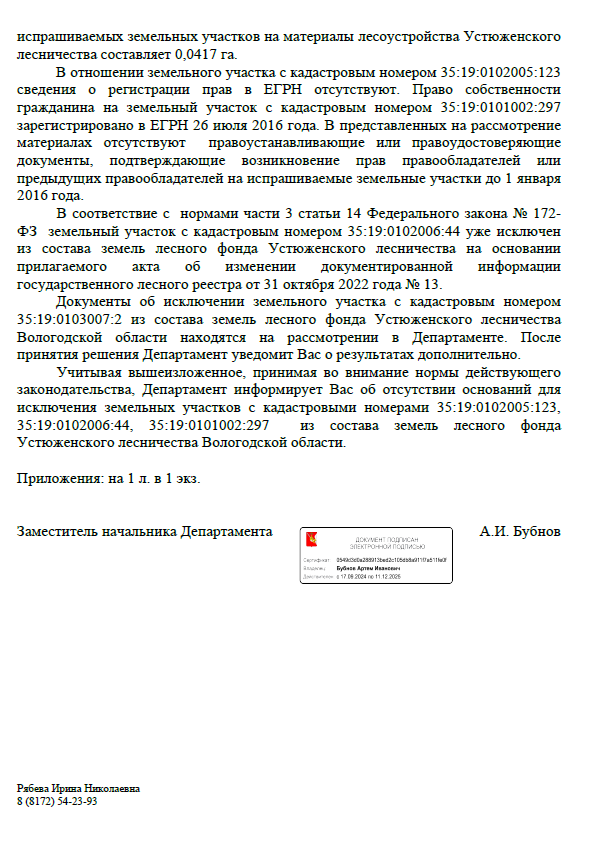 испрашиваемых земельных участков на материалы лесоустройства Устюженского
лесничества составляет 0,0417 га.
В отношении земельного участка с кадастровым номером 35:19:0102005:123
сведения о регистрации прав в ЕГРН отсутствуют. Право собственности
гражданина на земельный участок с кадастровым номером 35:19:0101002:297
зарегистрировано в ЕГРН 26 июля 2016 года. В представленных на рассмотрение
материалах отсутствуют правоустанавливающие или правоудостоверяющие
документы, подтверждающие возникновение прав правообладателей или
предыдущих правообладателей на испрашиваемые земельные участки до 1 января
2016 года.
В соответствие с нормами части 3 статьи 14 Федерального закона № 172-
ФЗ земельный участок с кадастровым номером 35:19:0102006:44 уже исключен
из состава земель лесного фонда Устюженского лесничества на основании
прилагаемого акта об изменении документированной информации
государственного лесного реестра от 31 октября 2022 года № 13.
Документы об исключении земельного участка с кадастровым номером
35:19:0103007:2 из состава земель лесного фонда Устюженского лесничества
Вологодской области находятся на рассмотрении в Департаменте. После
принятия решения Департамент уведомит Вас о результатах дополнительно.
Учитывая вышеизложенное, принимая во внимание нормы действующего
законодательства, Департамент информирует Вас об отсутствии оснований для
исключения земельных участков с кадастровыми номерами 35:19:0102005:123,
35:19:0102006:44, 35:19:0101002:297 из состава земель лесного фонда
Устюженского лесничества Вологодской области.
Приложения: на 1 л. в 1 экз.
Заместитель начальника Департамента
ДОКУМЕНТ ПОДПИСАН
ЭЛЕКТРОННОЙ ПОДПИСЬЮ
Сертификат
Владелец Бубнов Артем Иванович
Действителен с 17.09.2024 по 11.12.2025
А.И. Бубнов
Рябева Ирина Николаевна
8 (8172) 54-23-93